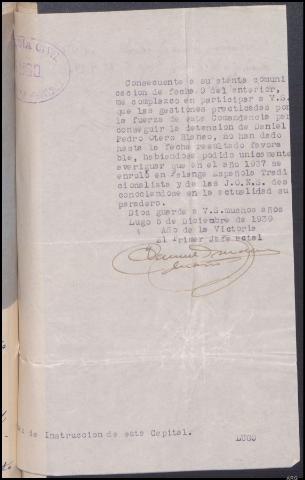 Consecuente a su atenta comuni
cacion de fecha 9 del anterior,
me complazco en participar a V.S.
que las gestiones practicadas por
la fuerza de esta Comandancia para
conseguir la detension de Daniel
Pedro Otero Blanco, no han dado
hasta la fecha resultado favora
ble, habiendose podido unicamente
averiguar que en el año 1937 se
enroló en Falange Española Tradi
cionalista y de las J.O.N.S. des
conociendose en la actualidad su
paradero.
Dios guarde a V.S. muchos años
Lugo 5 de Diciembre de 1939
Año de la Victoria
El Primer Jefe actal
de Instruccion de esta Capital.
LUGO